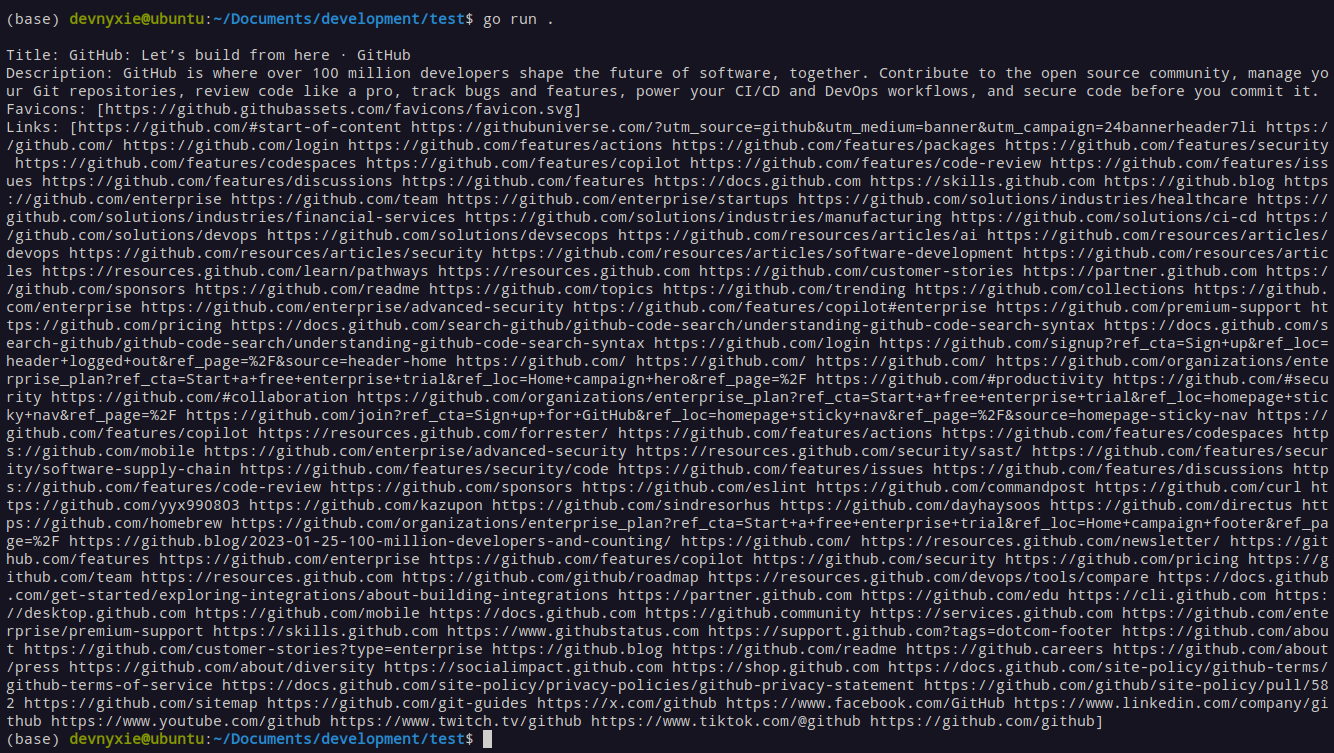 (base) devnyxie@ubuntu:~/Documents/development/test$ go run .
Title: GitHub: Let’s build from here · GitHub
Description: GitHub is where over 100 million developers shape the future of software, together. Contribute to the open source community, manage yo
ur Git repositories, review code like a pro, track bugs and features, power your CI/CD and DevOps workflows, and secure code before you commit it.
Favicons: [https://github.githubassets.com/favicons/favicon.svg]
Links: [https://github.com/#start-of-content https://githubuniverse.com/?utm_source=github&utm_medium=banner&utm_campaign=24bannerheader7li https:/
/github.com/ https://github.com/login https://github.com/features/actions https://github.com/features/packages https://github.com/features/security
 https://github.com/features/codespaces https://github.com/features/copilot https://github.com/features/code-review https://github.com/features/iss
ues https://github.com/features/discussions https://github.com/features https://docs.github.com https://skills.github.com https://github.blog https
://github.com/enterprise https://github.com/team https://github.com/enterprise/startups https://github.com/solutions/industries/healthcare https://
github.com/solutions/industries/financial-services https://github.com/solutions/industries/manufacturing https://github.com/solutions/ci-cd https:/
/github.com/solutions/devops https://github.com/solutions/devsecops https://github.com/resources/articles/ai https://github.com/resources/articles/
devops https://github.com/resources/articles/security https://github.com/resources/articles/software-development https://github.com/resources/artic
les https://resources.github.com/learn/pathways https://resources.github.com https://github.com/customer-stories https://partner.github.com https:/
/github.com/sponsors https://github.com/readme https://github.com/topics https://github.com/trending https://github.com/collections https://github.
com/enterprise https://github.com/enterprise/advanced-security https://github.com/features/copilot#enterprise https://github.com/premium-support ht
tps://github.com/pricing https://docs.github.com/search-github/github-code-search/understanding-github-code-search-syntax https://docs.github.com/s
earch-github/github-code-search/understanding-github-code-search-syntax https://github.com/login https://github.com/signup?ref_cta=Sign+up&ref_loc=
header+logged+out&ref_page=%2F&source=header-home https://github.com/ https://github.com/ https://github.com/ https://github.com/organizations/ente
rprise_plan?ref_cta=Start+a+free+enterprise+trial&ref_loc=Home+campaign+hero&ref_page=%2F https://github.com/#productivity https://github.com/#secu
rity https://github.com/#collaboration https://github.com/organizations/enterprise_plan?ref_cta=Start+a+free+enterprise+trial&ref_loc=homepage+stic
ky+nav&ref_page=%2F https://github.com/join?ref_cta=Sign+up+for+GitHub&ref_loc=homepage+sticky+nav&ref_page=%2F&source=homepage-sticky-nav https://
github.com/features/copilot https://resources.github.com/forrester/ https://github.com/features/actions https://github.com/features/codespaces http
s://github.com/mobile https://github.com/enterprise/advanced-security https://resources.github.com/security/sast/ https://github.com/features/secur
ity/software-supply-chain https://github.com/features/security/code https://github.com/features/issues https://github.com/features/discussions http
s://github.com/features/code-review https://github.com/sponsors https://github.com/eslint https://github.com/commandpost https://github.com/curl ht
tps://github.com/yyx990803 https://github.com/kazupon https://github.com/sindresorhus https://github.com/dayhaysoos https://github.com/directus htt
ps://github.com/homebrew https://github.com/organizations/enterprise_plan?ref_cta=Start+a+free+enterprise+trial&ref_loc=Home+campaign+footer&ref_pa
ge=%2F https://github.blog/2023-01-25-100-million-developers-and-counting/ https://github.com/ https://resources.github.com/newsletter/ https://git
hub.com/features https://github.com/enterprise https://github.com/features/copilot https://github.com/security https://github.com/pricing https://g
ithub.com/team https://resources.github.com https://github.com/github/roadmap https://resources.github.com/devops/tools/compare https://docs.github
.com/get-started/exploring-integrations/about-building-integrations https://partner.github.com https://github.com/edu https://cli.github.com https:
//desktop.github.com https://github.com/mobile https://docs.github.com https://github.community https://services.github.com https://github.com/ente
rprise/premium-support https://skills.github.com https://www.githubstatus.com https://support.github.com?tags=dotcom-footer https://github.com/abou
t https://github.com/customer-stories?type=enterprise https://github.blog https://github.com/readme https://github.careers https://github.com/about
/press https://github.com/about/diversity https://socialimpact.github.com https://shop.github.com https://docs.github.com/site-policy/github-terms/
github-terms-of-service https://docs.github.com/site-policy/privacy-policies/github-privacy-statement https://github.com/github/site-policy/pull/58
2 https://github.com/sitemap https://github.com/git-guides https://x.com/github https://www.facebook.com/GitHub https://www.linkedin.com/company/gi
thub https://www.youtube.com/github https://www.twitch.tv/github https://www.tiktok.com/@github https://github.com/github]
(base) devnyxie@ubuntu:~/Documents/development/test$